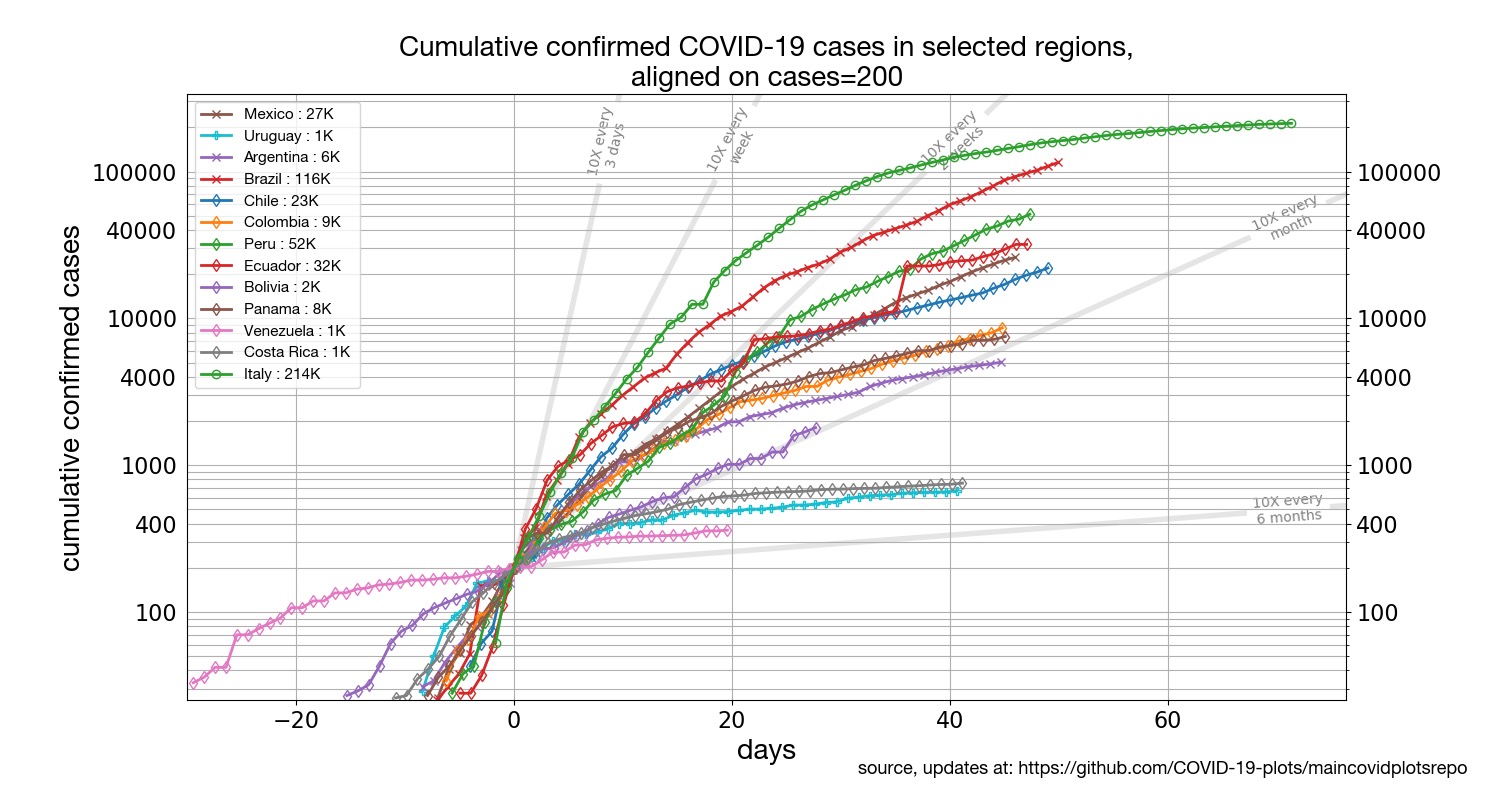 Cumulative confirmed COVID-19 cases in selected regions,
aligned on cases=200
cumulative confirmed cases
100000
40000
10000
4000
1000
400
100
Mexico : 27K
Uruguay : 1K
Argentina : 6K
Brazil : 116K
Chile : 23K
Colombia : 9K
Peru : 52K
Ecuador : 32K
Bolivia : 2K
Panama : 8K
Venezuela : 1K
Costa Rica : 1K
Italy : 214K
10X every
3 days
10X every
week
10X every
2 weeks
10X every
month
10X every
6 months
100000
40000
10000
4000
1000
400
100
−20
0
20
40
60
days
source, updates at: https://github.com/COVID-19-plots/maincovidplotsrepo